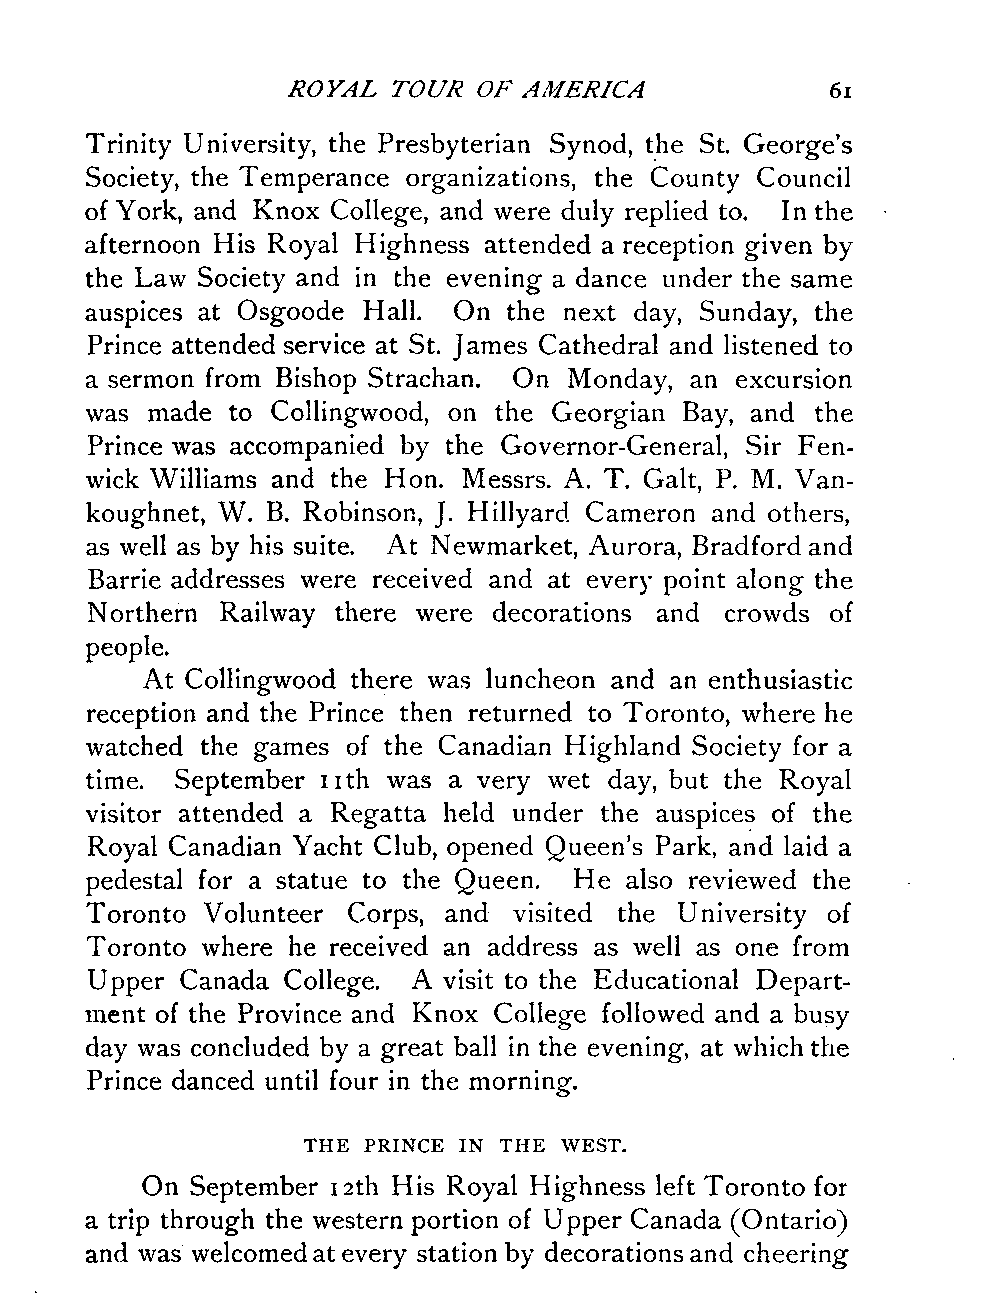 ROYAL TOUR OF AMERICA 61
Trinity University, the Presbyterian Synod, the St. George's
Society, the Temperance organizations, the County Council
of York, and Knox College, and were duly replied to. In the
afternoon His Royal Highness attended a reception given by
the Law Society and in the evening a dance under the same
auspices at Osgoode Hall. On the next day, Sunday, the
Prince attended service at St. James Cathedral and listened to
a sermon from Bishop Strachan. On Monday, an excursion
was made to Collingwood, on the Georgian Bay, and the
Prince was accompanied by the Governor-General, Sir Fen-
wick Williams and the Hon. Messrs. A. T. Galt, P. M. Van-
koughnet, W. B. Robinson, J. Hillyard Cameron and others,
as well as by his suite. At Newmarket, Aurora, Bradford and
Barrie addresses were received and at every point along the
Northern Railway there were decorations and crowds of
people.
At Collingwood there was luncheon and an enthusiastic
reception and the Prince then returned to Toronto, where he
watched the games of the Canadian Highland Society for a
time. September 11th was a very wet day, but the Royal
visitor attended a Regatta held under the auspices of the
Royal Canadian Yacht Club, opened Queen's Park, and laid a
pedestal for a statue to the Queen. He also reviewed the
Toronto Volunteer Corps, and visited the University of
Toronto where he received an address as well as one from
Upper Canada College. A visit to the Educational Depart-
ment of the Province and Knox College followed and a busy
day was concluded by a great ball in the evening, at which the
Prince danced until four in the morning.
THE PRINCE IN THE WEST.
On September 12th His Royal Highness left Toronto for
a trip through the western portion of Upper Canada (Ontario)
and was welcomed at every station by decorations and cheering